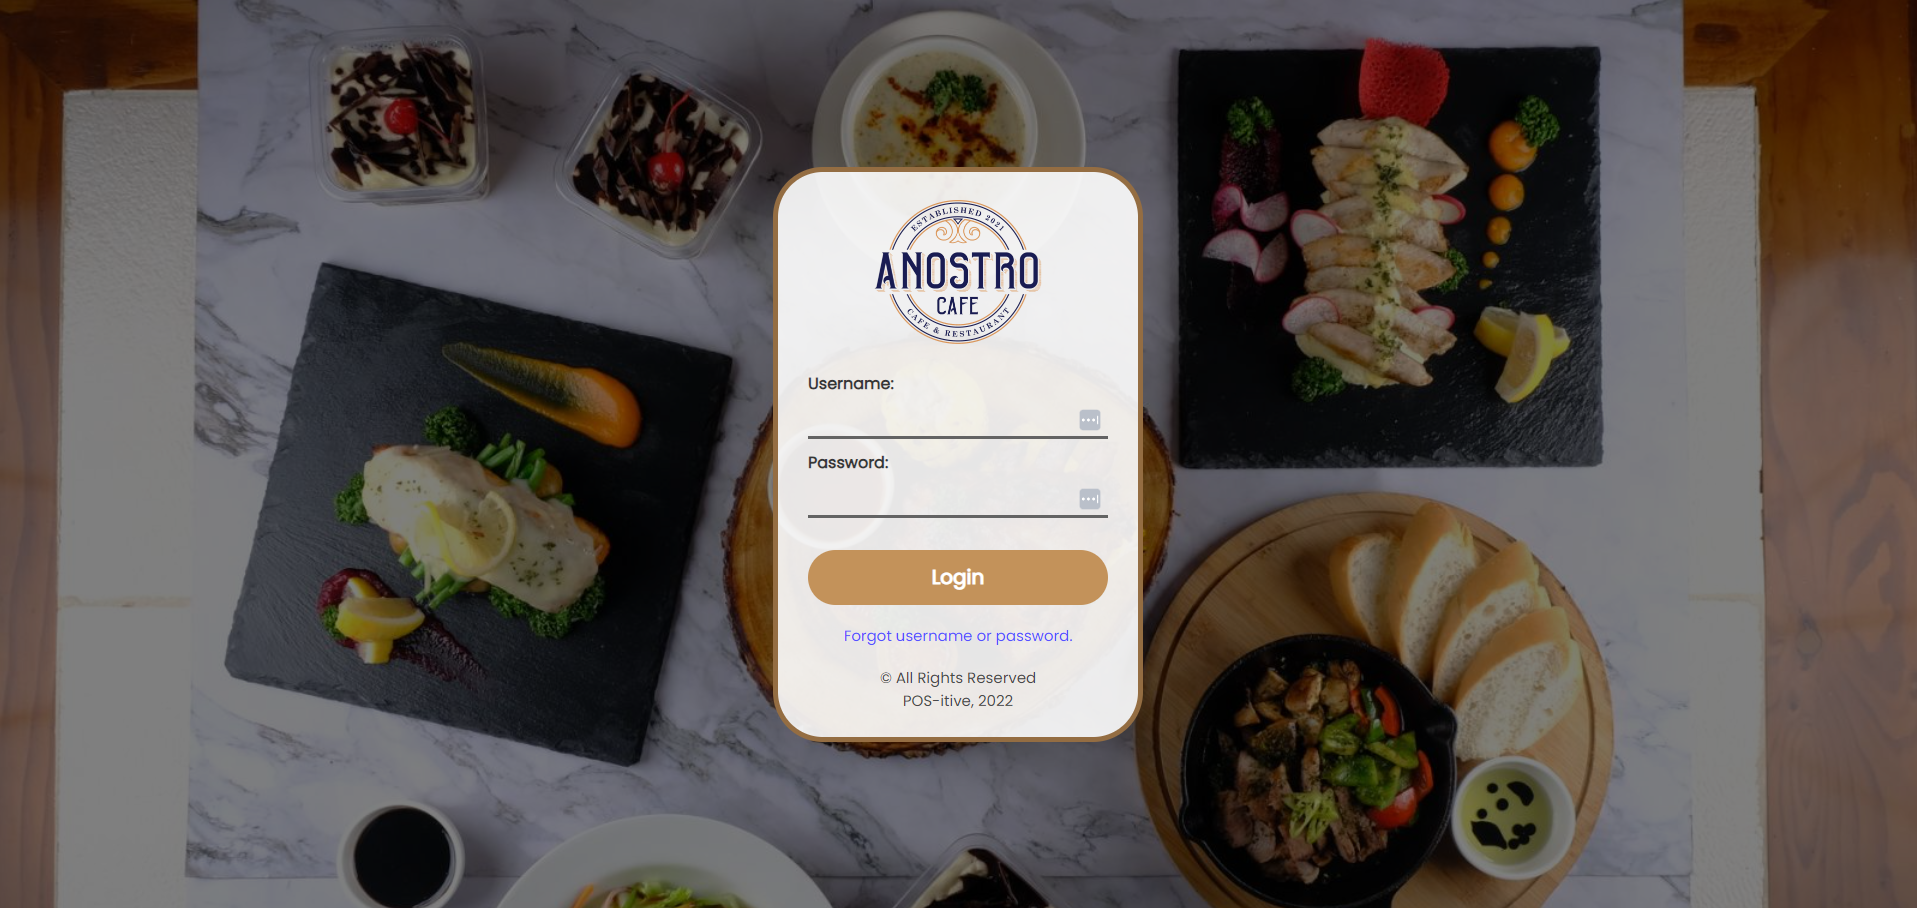 ESTABLISHED 2021
ANOSTRO
CAFE
CAFE & RESTAURANT
Username:
Password:
Login
Forgot username or password.
© All Rights Reserved
POS-itive, 2022